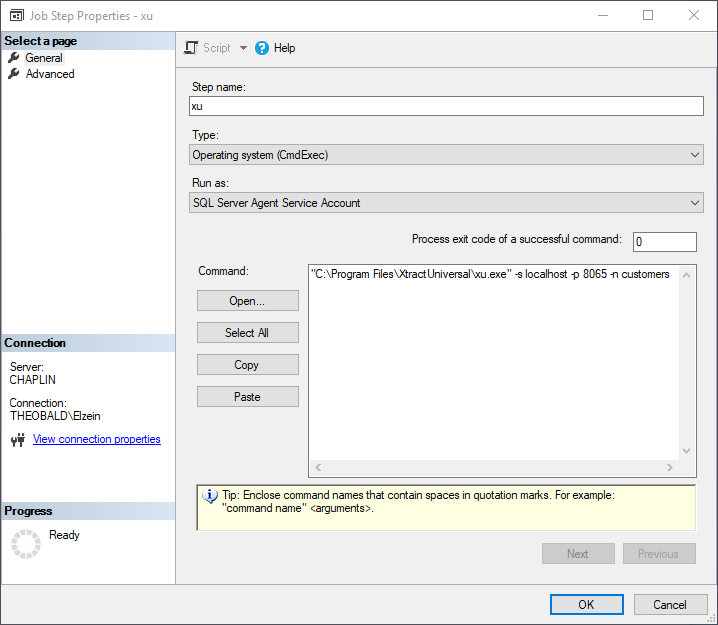 Job Step Properties - xu
Select a page
General
Advanced
Script
Help
Step name:
xu
Type:
Operating system (CmdExec)
Run as:
SQL Server Agent Service Account
Process exit code of a successful command:
0
Command:
"C:\Program Files\XtractUniversal\xu.exe" -s localhost -p 8065 -n customers
Open...
Select All
Copy
Paste
Connection
Server:
CHAPLIN
Connection:
THEOBALD\Elzein
View connection properties
Tip: Enclose command names that contain spaces in quotation marks. For example:
"command name" <arguments>.
Progress
Ready
Next
Previous
OK
Cancel